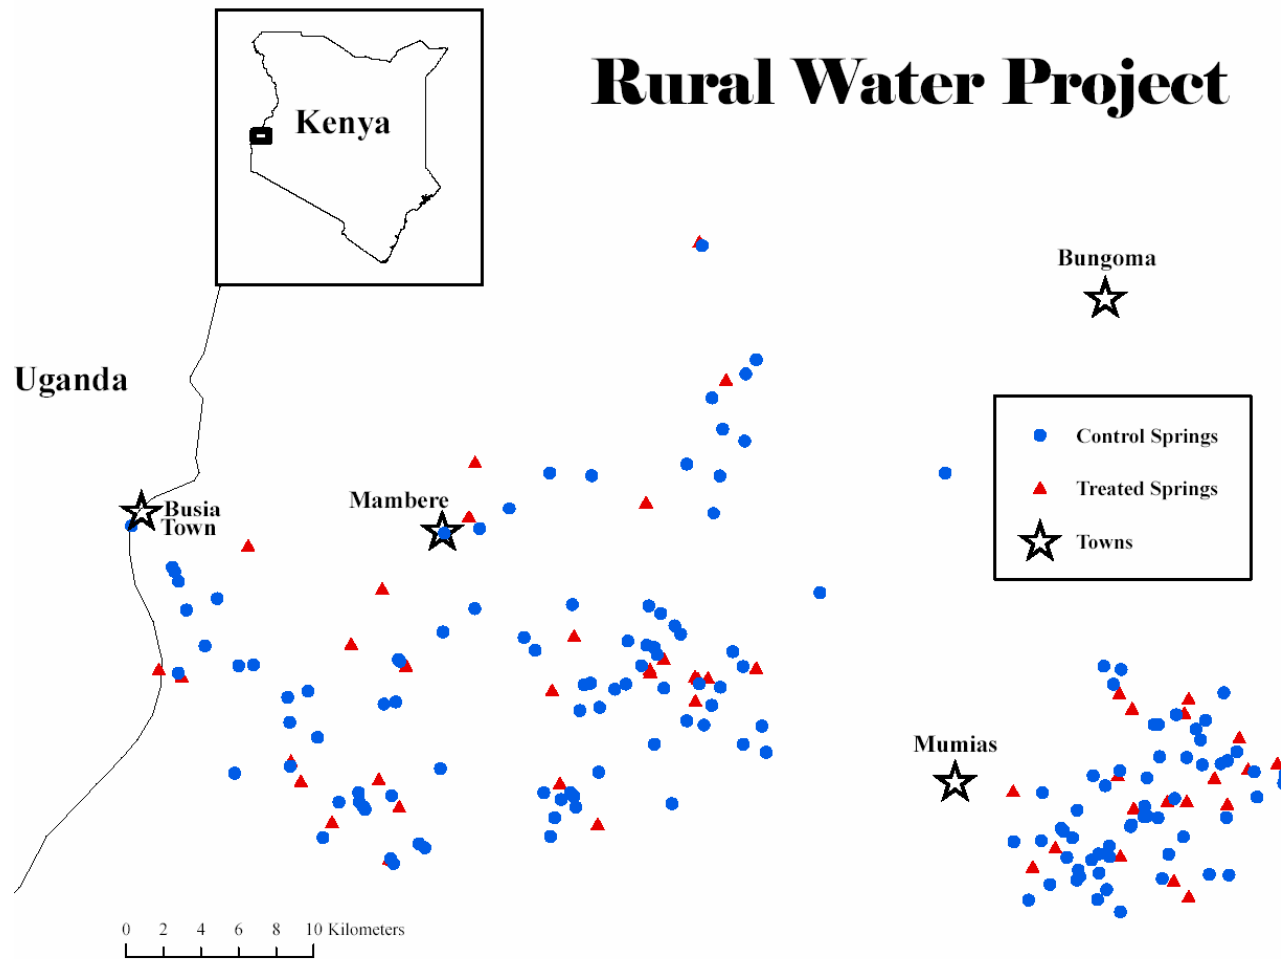 Rural Water Project
Kenya
Bungoma
Uganda
Control Springs
Treated Springs
Towns
Mambere
Busia
Town
Mumias
0 2 4 6 8 10 Kilometers